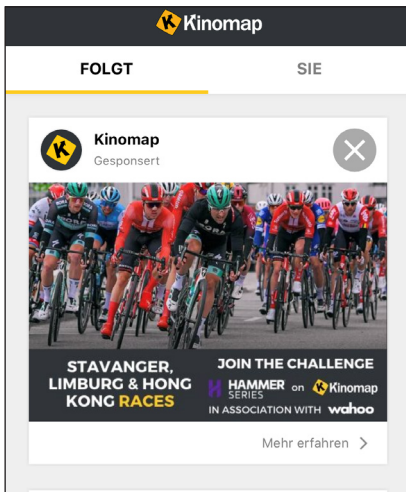 Kinomap
FOLGT
SIE
Kinomap
Gesponsert
BORA
STAVANGER,
LIMBURG & HONG
KONG RACES
JOIN THE CHALLENGE
HAMMER
SERIES
on Kinomap
IN ASSOCIATION WITH wahoo
Mehr erfahren